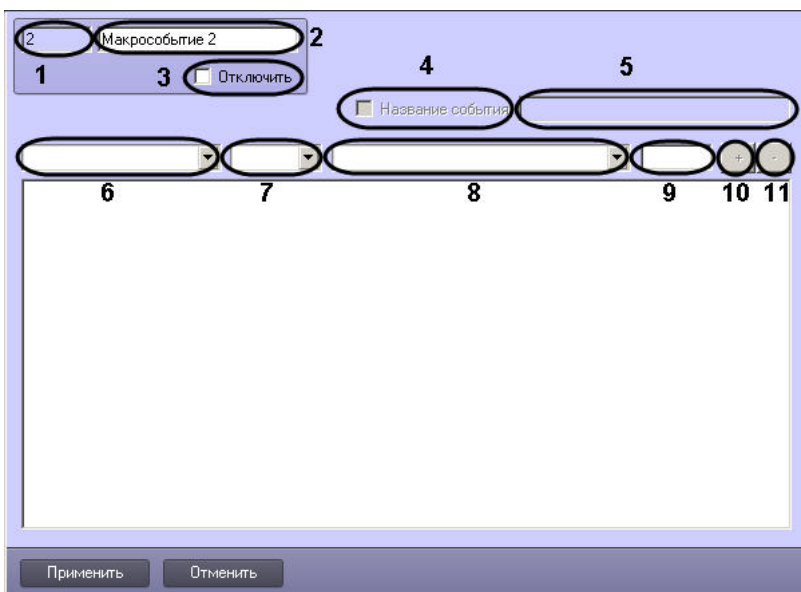 2 Макрособытие 2 2
1 3 Отключить 4 5
Название события
+ -
6 7 8 9 10 11
Применить Отменить